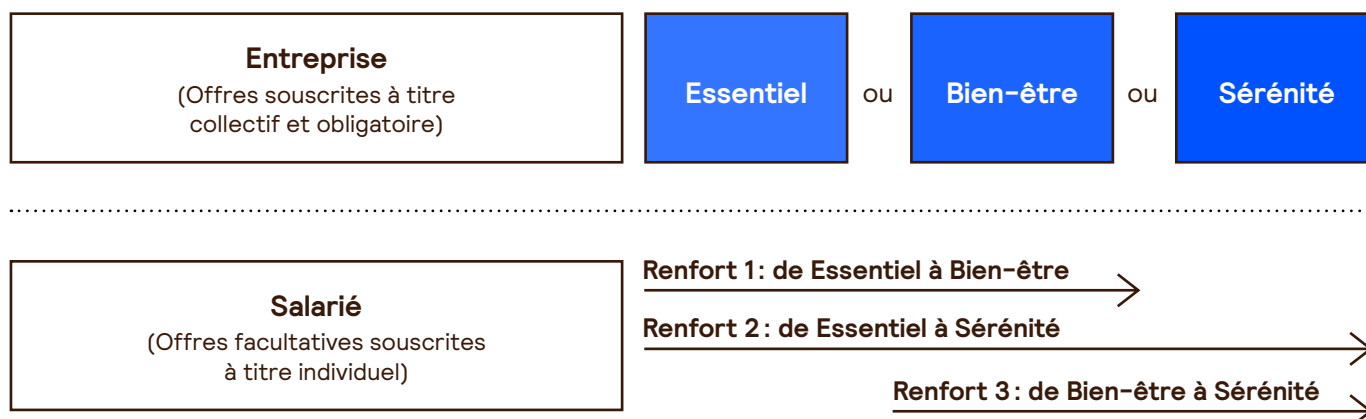 Entreprise
(Offres souscrites à titre
collectif et obligatoire)
Essentiel
ou
Bien-être
ou
Sérénité
Salarié
(Offres facultatives souscrites
à titre individuel)
Renfort 1 : de Essentiel à Bien-être
Renfort 2 : de Essentiel à Sérénité
Renfort 3 : de Bien-être à Sérénité